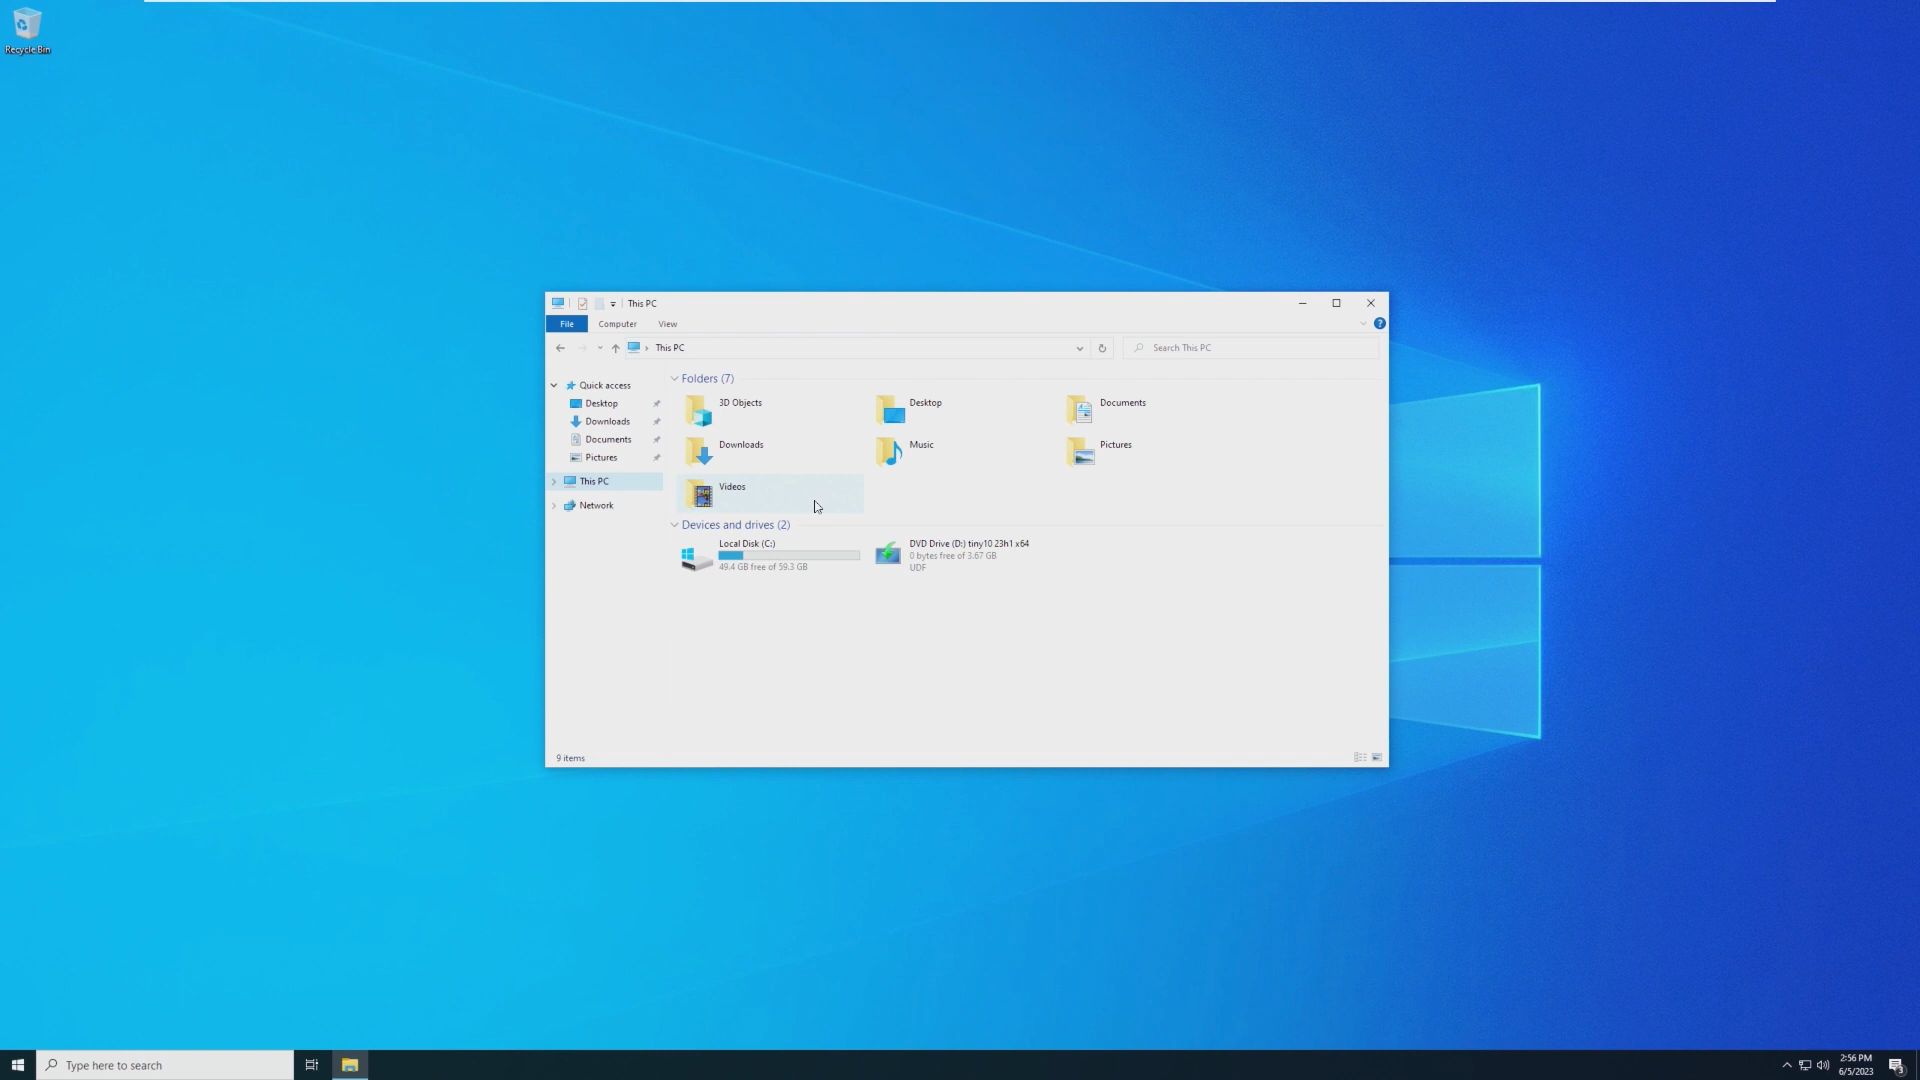 Recycle Bin
This PC
File Computer View
This PC
Search This PC
Quick access
Desktop
Downloads
Documents
Pictures
This PC
Network
Folders (7)
3D Objects
Desktop
Documents
Downloads
Music
Pictures
Videos
Devices and drives (2)
Local Disk (C:)
49.4 GB free of 59.3 GB
DVD Drive (D:) tiny10 23h1 x64
0 bytes free of 3.67 GB
UDF
9 items
Type here to search
2:56 PM
6/5/2023
3